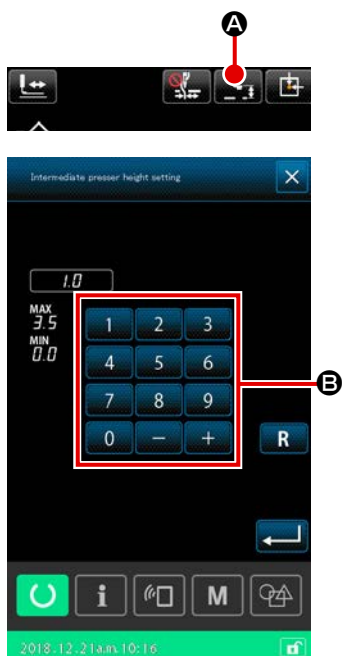 A
Intermediate presser height setting
1.0
MAX
3.5
MIN
0.0
1 2 3
4 5 6
7 8 9
0 − +
B
R
M
2018.12.21a.m.10:16